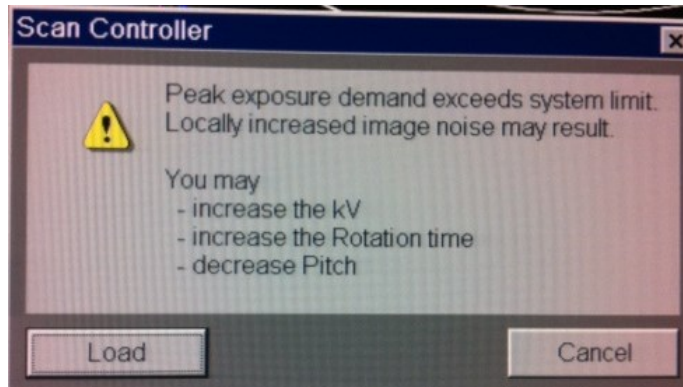 Scan Controller
Peak exposure demand exceeds system limit.
Locally increased image noise may result.
You may
- increase the kV
- increase the Rotation time
- decrease Pitch
Load
Cancel